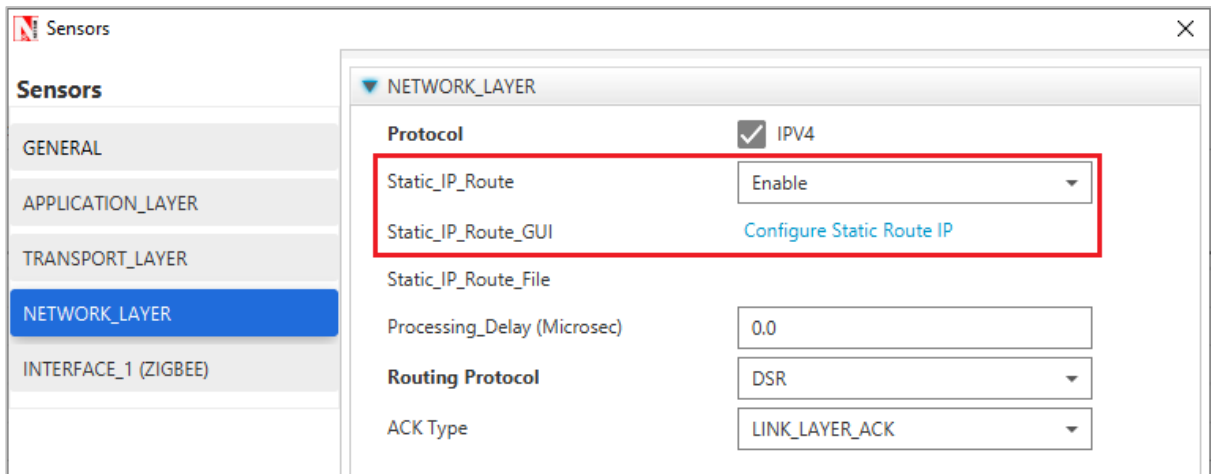 Sensors
Sensors
GENERAL
APPLICATION_LAYER
TRANSPORT_LAYER
NETWORK_LAYER
INTERFACE_1 (ZIGBEE)
NETWORK_LAYER
Protocol IPV4
Static_IP_Route Enable
Static_IP_Route_GUI Configure Static Route IP
Static_IP_Route_File
Processing_Delay (Microsec) 0.0
Routing Protocol DSR
ACK Type LINK_LAYER_ACK